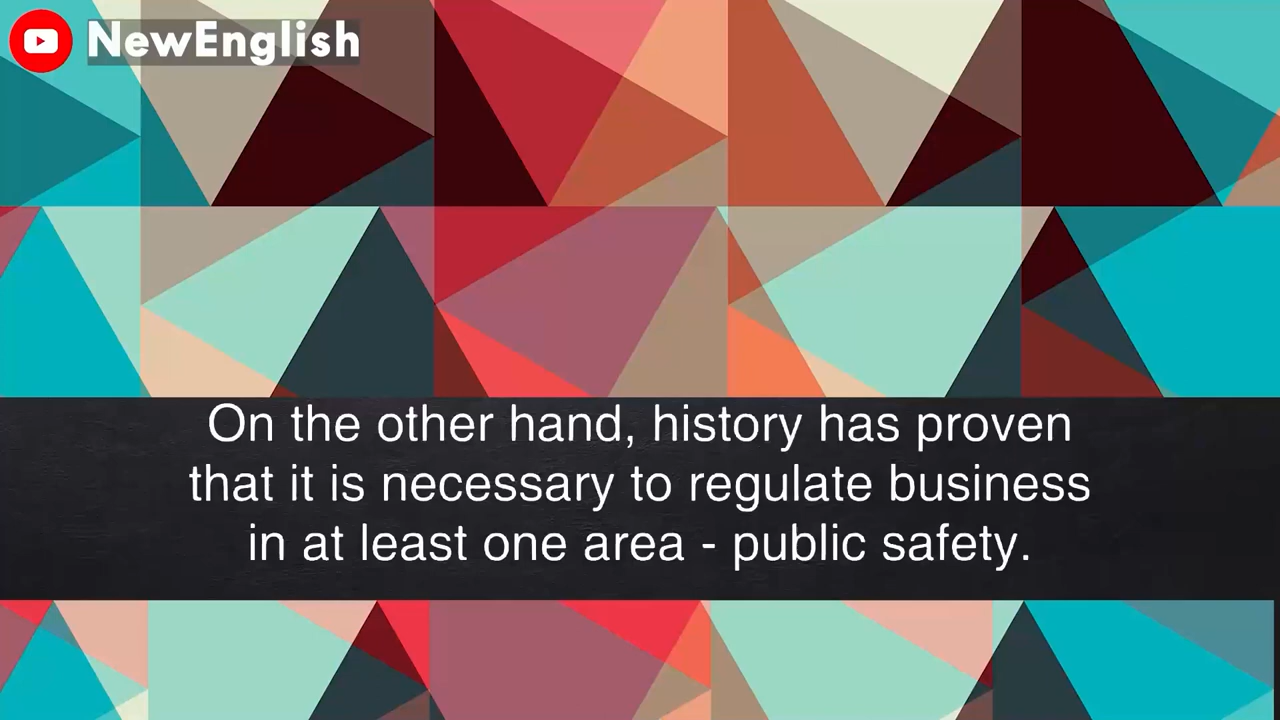 NewEnglish
On the other hand, history has proven
that it is necessary to regulate business
in at least one area - public safety.